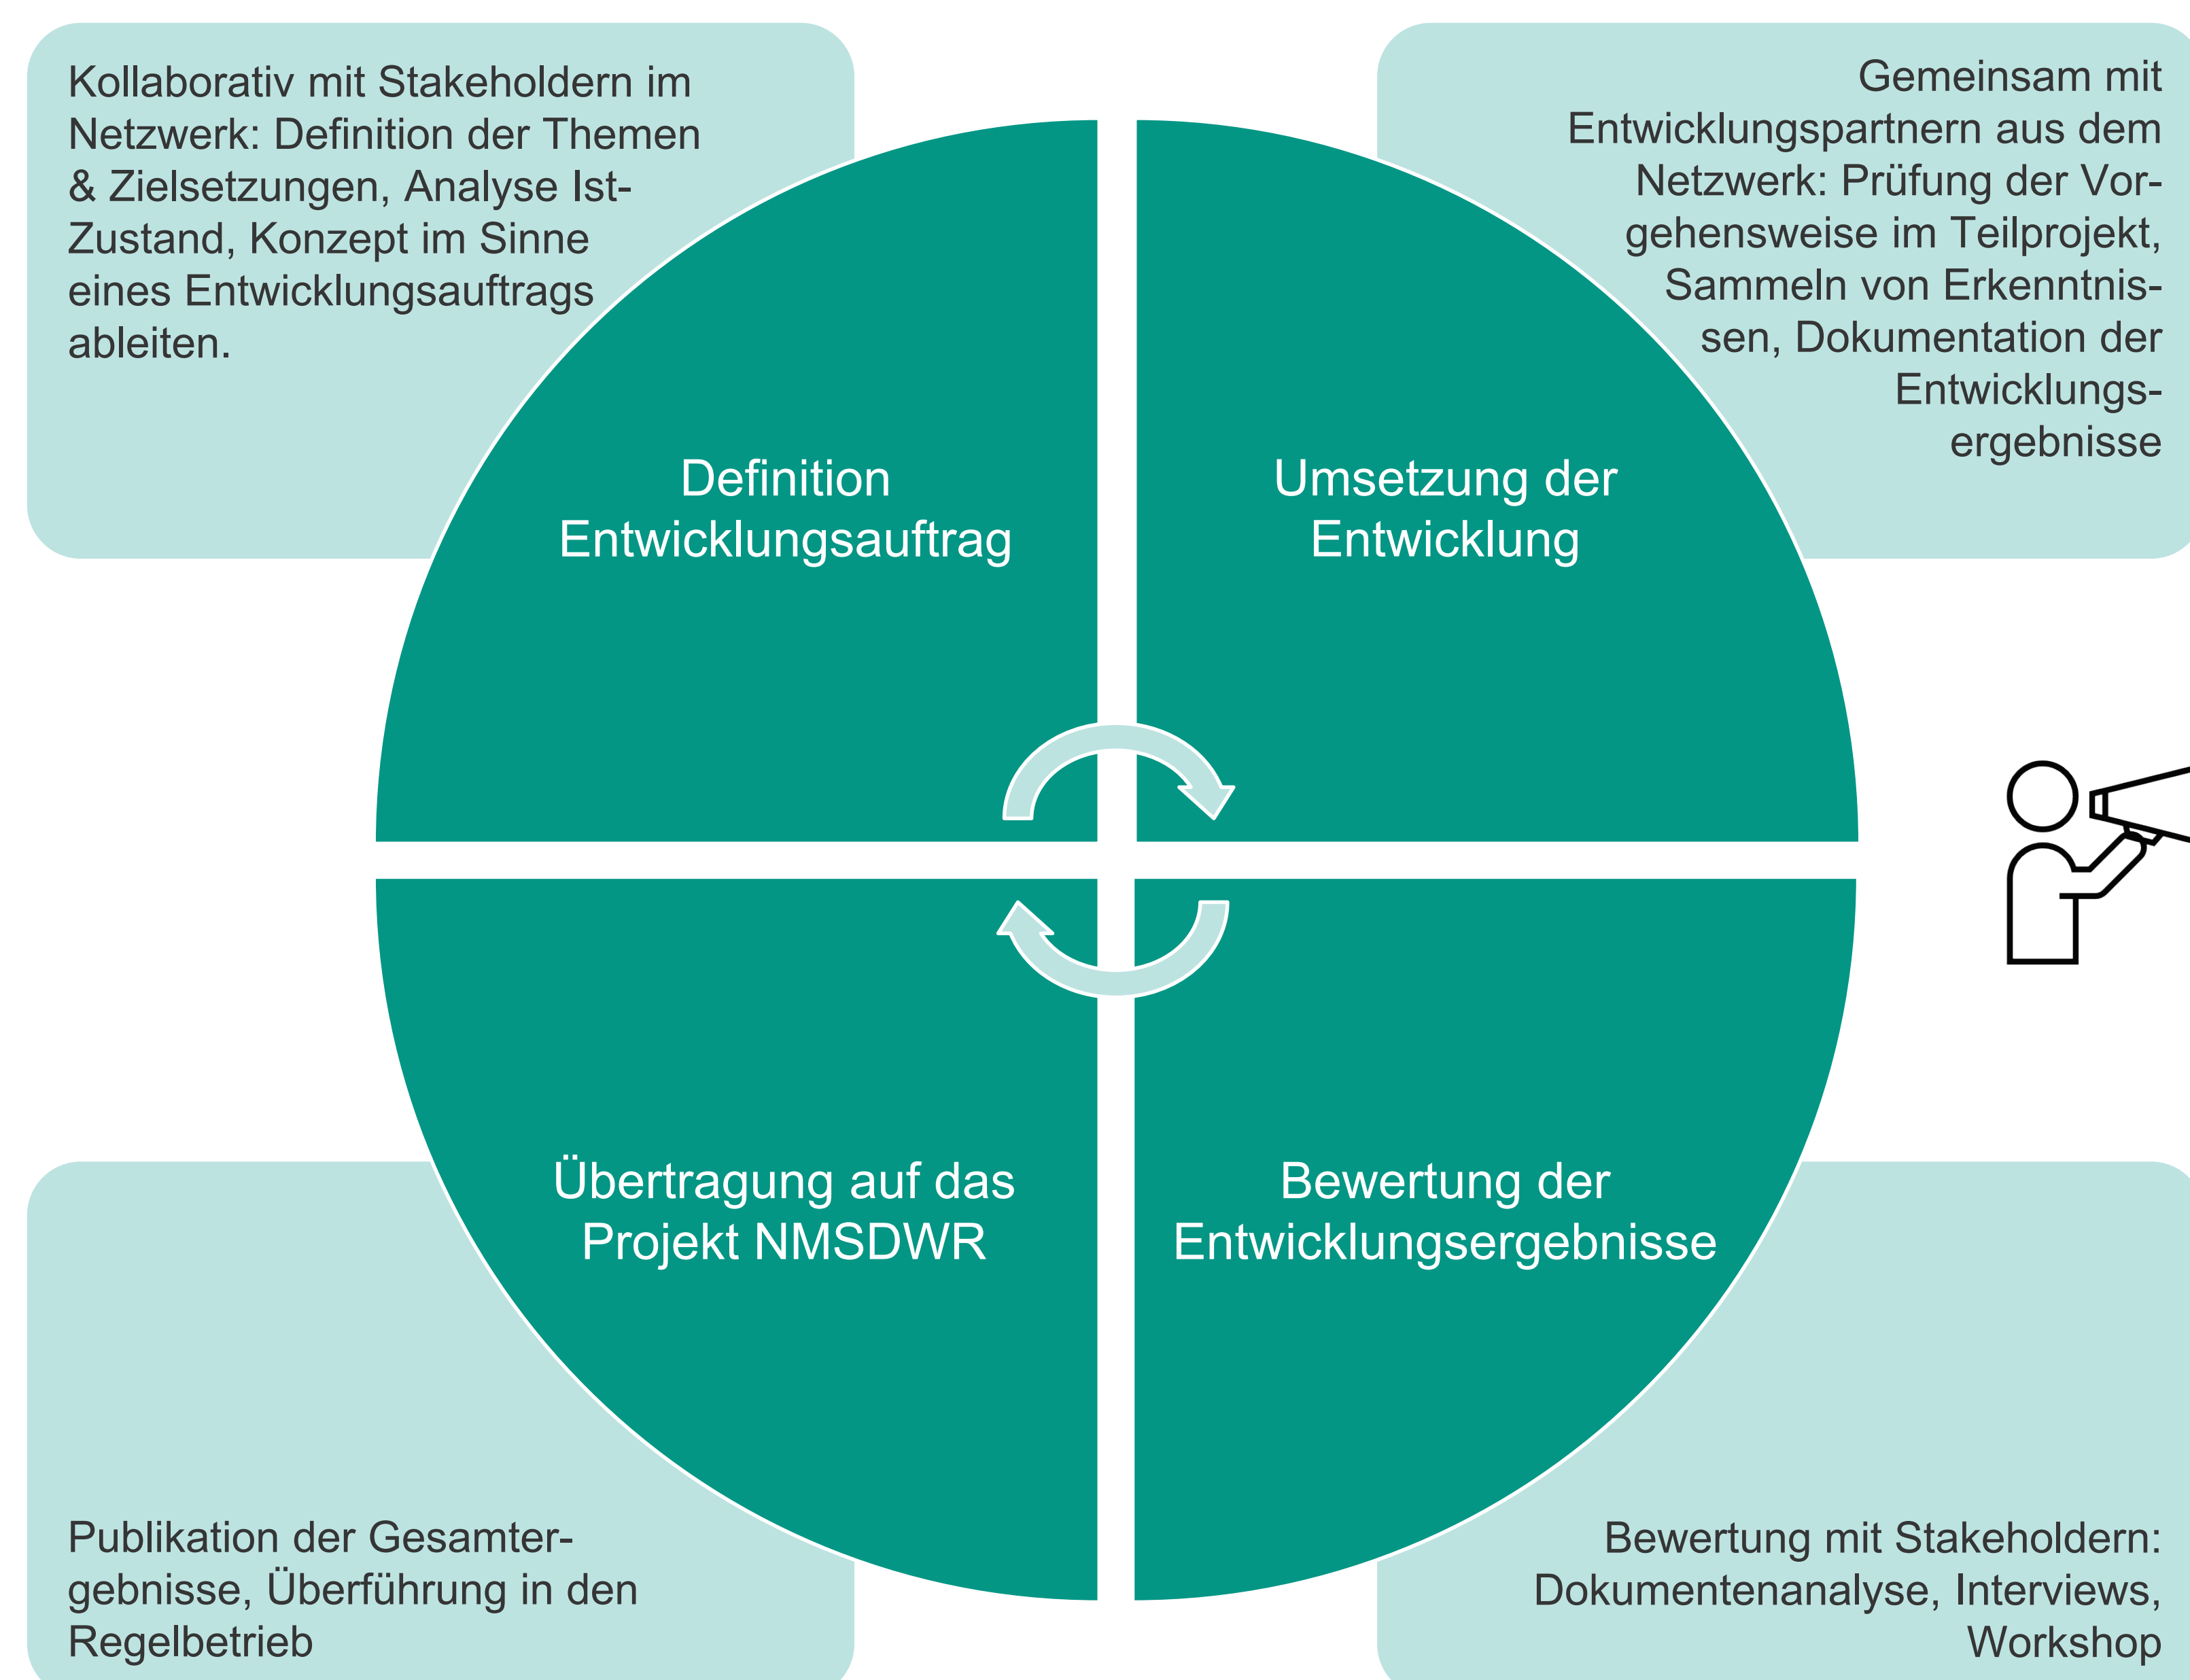 Kollaborativ mit Stakeholdern im
Netzwerk: Definition der Themen
& Zielsetzungen, Analyse Ist-
Zustand, Konzept im Sinne
eines Entwicklungsauftrags
ableiten.
Gemeinsam mit
Entwicklungspartnern aus dem
Netzwerk: Prüfung der Vor-
gehensweise im Teilprojekt,
Sammeln von Erkenntnis-
sen, Dokumentation der
Entwicklungs-
ergebnisse
Definition
Entwicklungsauftrag
Umsetzung der
Entwicklung
Übertragung auf das
Projekt NMSDWR
Bewertung der
Entwicklungsergebnisse
Publikation der Gesamter-
gebnisse, Überführung in den
Regelbetrieb
Bewertung mit Stakeholdern:
Dokumentenanalyse, Interviews,
Workshop